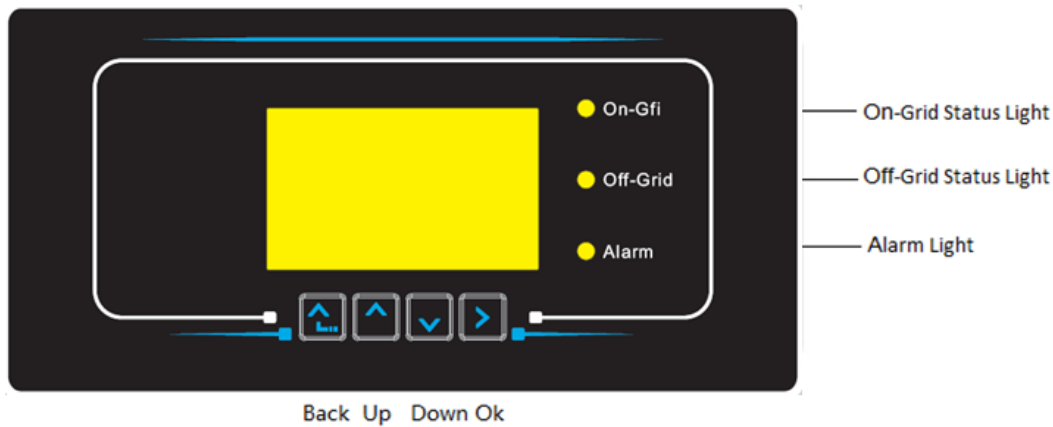 On-Gfi
On-Grid Status Light
Off-Grid
Off-Grid Status Light
Alarm
Alarm Light
Back Up Down Ok